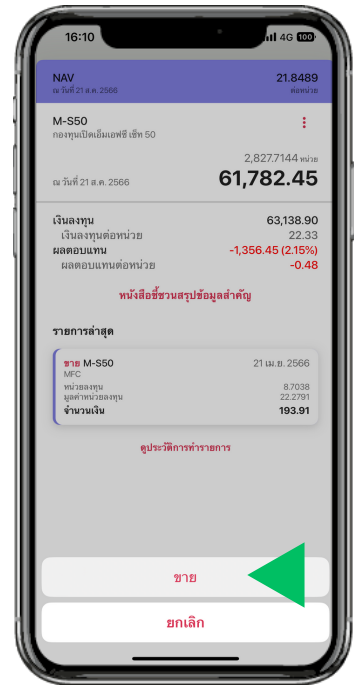 16:10
4G 100
NAV 21.8489
ณ วันที่ 21 ส.ค. 2566 ต่อหน่วย
M-S50
กองทุนเปิดเอ็มเอฟซี เซ็ท 50
2,827.7144 หน่วย
ณ วันที่ 21 ส.ค. 2566 61,782.45
เงินลงทุน 63,138.90
เงินลงทุนต่อหน่วย 22.33
ผลตอบแทน -1,356.45 (2.15%)
ผลตอบแทนต่อหน่วย -0.48
หนังสือชี้ชวนสรุปข้อมูลสำคัญ
รายการล่าสุด
ขาย M-S50 21 เม.ย. 2566
MFC
หน่วยลงทุน 8.7038
มูลค่าหน่วยลงทุน 22.2791
จำนวนเงิน 193.91
ดูประวัติการทำรายการ
ขาย
ยกเลิก